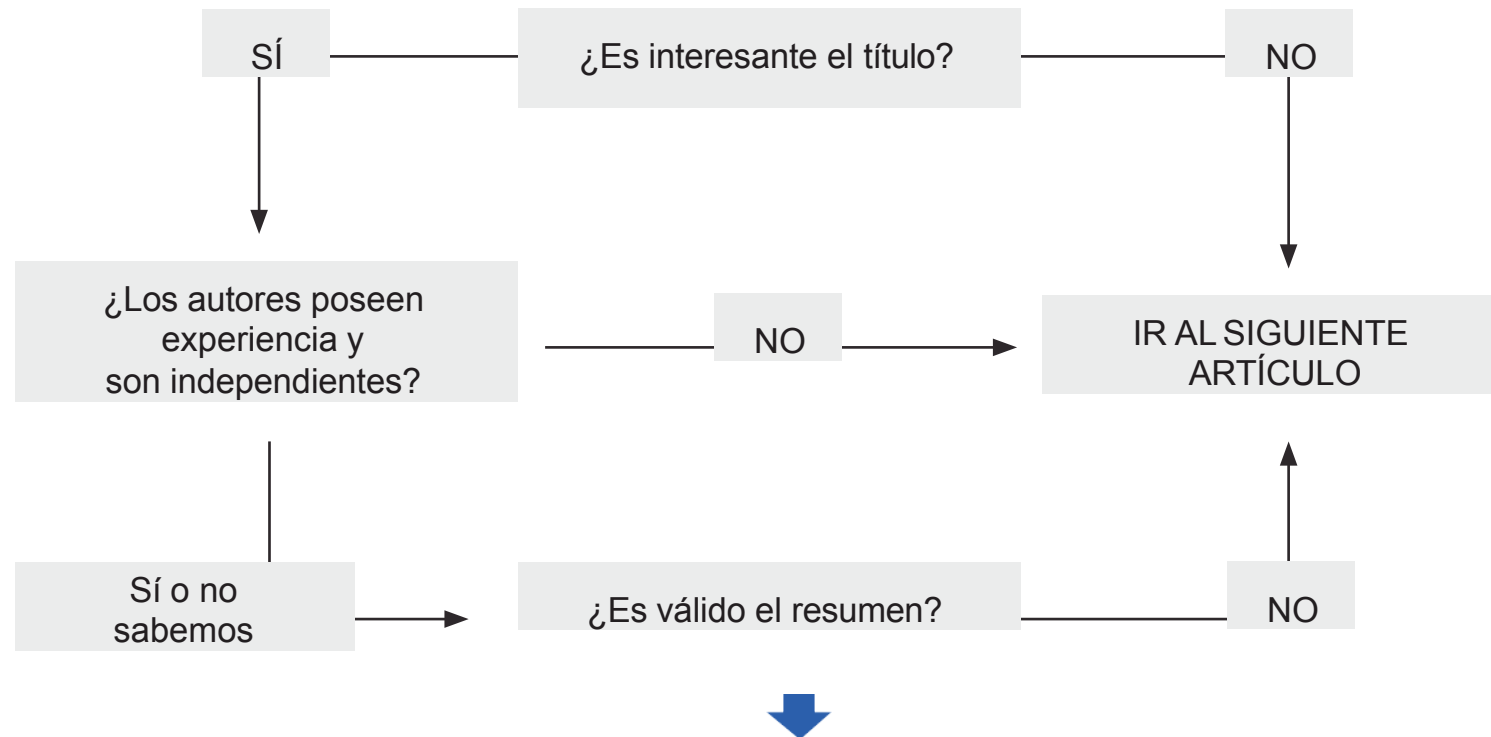 SÍ
¿Es interesante el título?
NO
¿Los autores poseen
experiencia y
son independientes?
NO
IR AL SIGUIENTE
ARTÍCULO
Sí o no
sabemos
¿Es válido el resumen?
NO